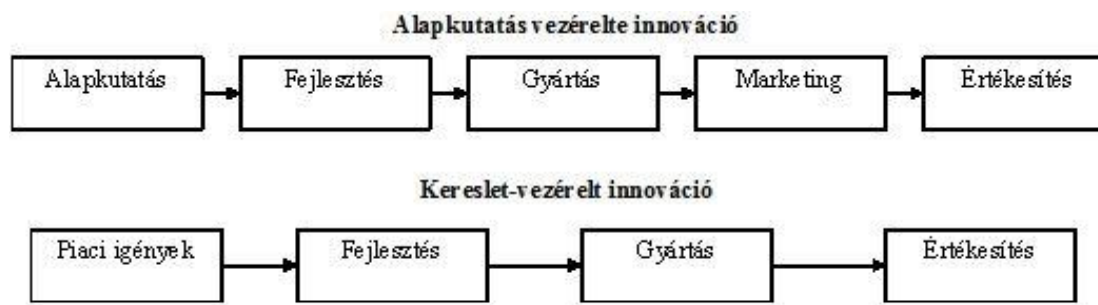 Alapkutatás vezérelte innováció
Alapkutatás Fejlesztés Gyártás Marketing Értékesítés
Kereslet-vezérelt innováció
Piaci igények Fejlesztés Gyártás Értékesítés